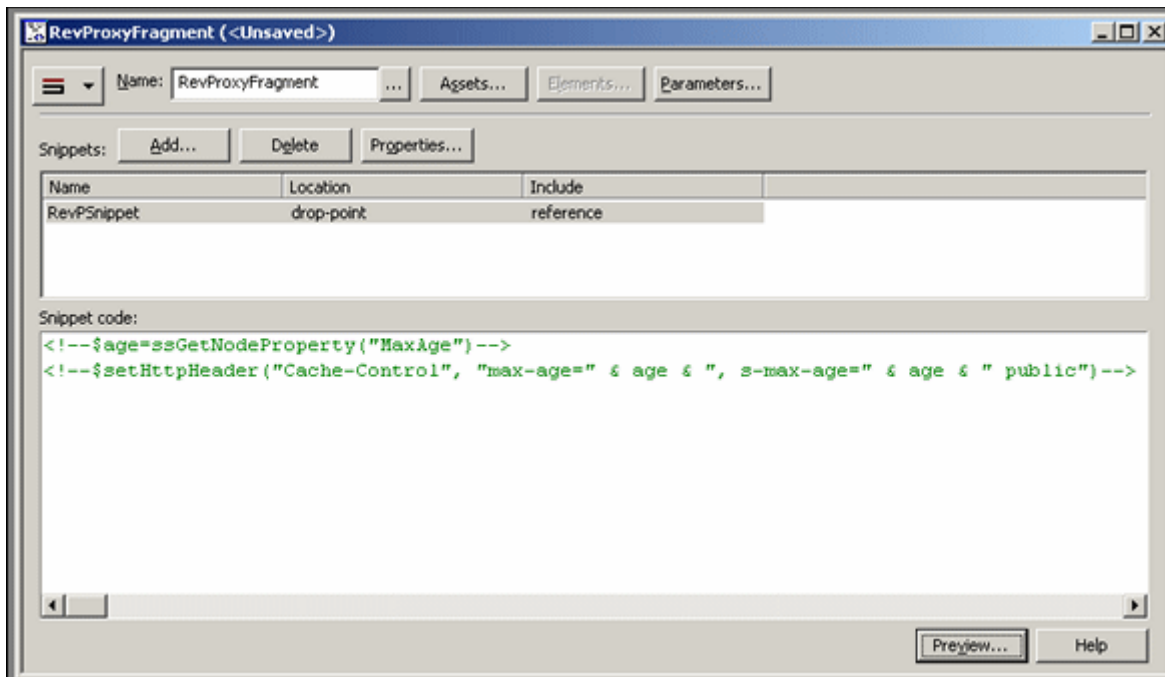 RevProxyFragment (<Unsaved>)
Name: RevProxyFragment ... Assets... Elements... Parameters...
Snippets: Add... Delete Properties...
Name Location Include
RevPSnippet drop-point reference
Snippet code:
<!--$age=ssGetNodeProperty("MaxAge")-->
<!--$setHttpHeader("Cache-Control", "max-age=" & age & ", s-max-age=" & age & " public")-->
Preview... Help